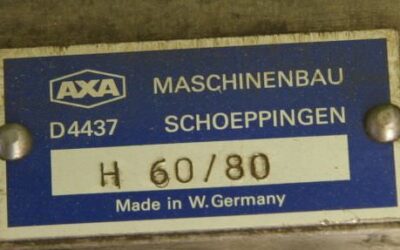 AXA MASCHINENBAU
D4437 SCHOEPPINGEN
H 60/80
Made in W. Germany